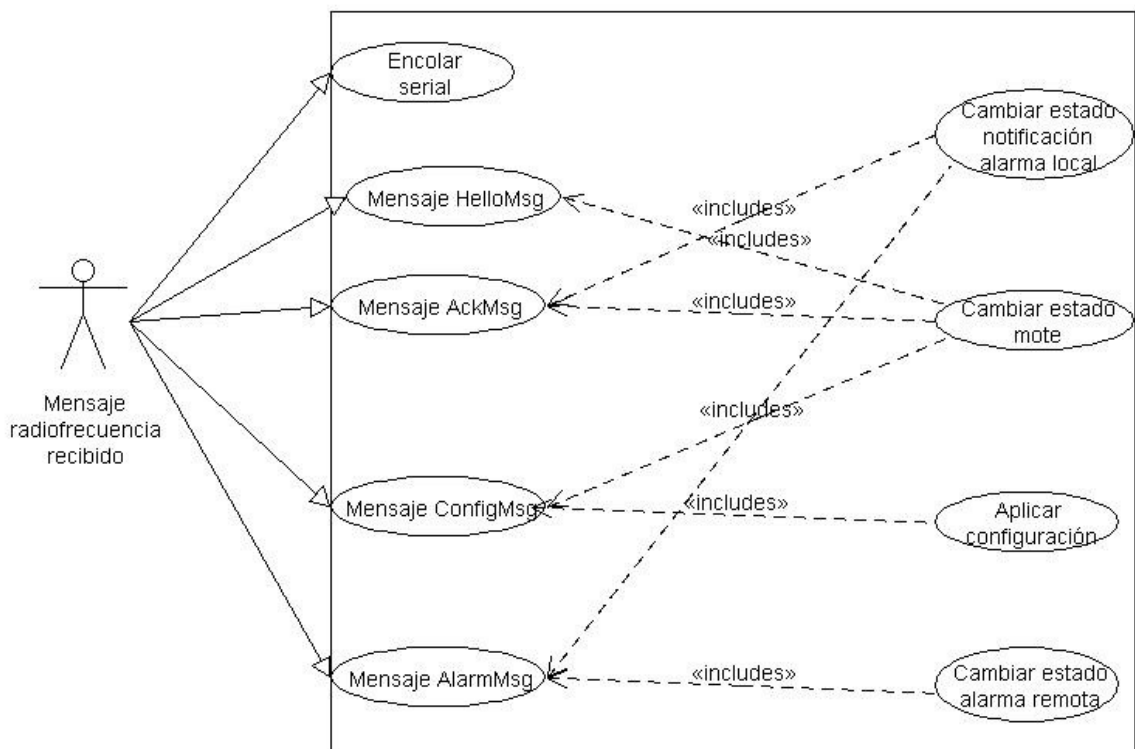 Encolar
serial
Cambiar estado
notificación
alarma local
Mensaje HelloMsg
«includes»
«includes»
Mensaje AckMsg
«includes»
Cambiar estado
mote
Mensaje
radiofrecuencia
recibido
«includes»
Mensaje ConfigMsg
«includes»
Aplicar
configuración
Mensaje AlarmMsg
«includes»
Cambiar estado
alarma remota